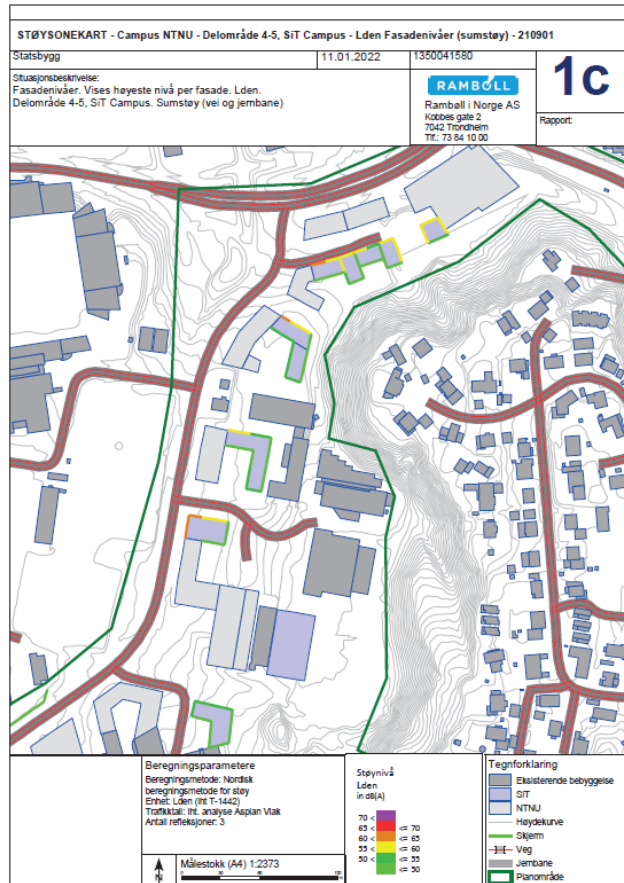 STØYSONEKART - Campus NTNU - Delområde 4-5, SiT Campus - Lden Fasadenivåer (sumstøy) - 210901
Statsbygg
11.01.2022
1350041580
Situasjonsbeskrivelse:
Fasadenivåer. Vises høyeste nivå per fasade. Lden.
Delområde 4-5, SiT Campus. Sumstøy (vei og jernbane)
RAMBOLL
Rambøll i Norge AS
Kobbes gate 2
7042 Trondheim
Tlf.: 73 84 10 00
1c
Rapport:
Beregningsparametere
Beregningsmetode: Nordisk
beregningsmetode for støy
Enhet: Lden (iht T-1442)
Trafikktall: iht. analyse Asplan Viak
Antall refleksjoner: 3
N
Målestokk (A4) 1:2373
Støynivå
Lden
in dB(A)
70 <
65 < <= 70
60 < <= 65
55 < <= 60
50 < <= 55
<= 50
Tegnforklaring
Eksisterende bebyggelse
SIT
NTNU
Høydekurve
Skjerm
Veg
Jernbane
Planområde